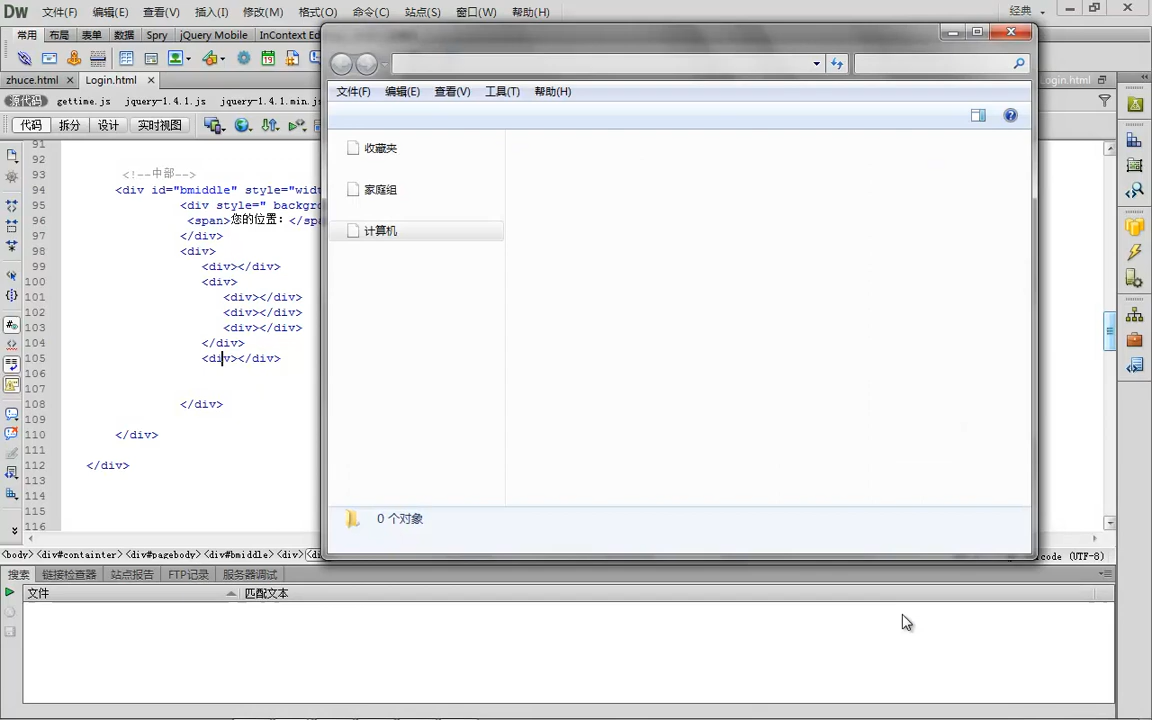 Dw 文件(F) 编辑(E) 查看(V) 插入(I) 修改(M) 格式(O) 命令(C) 站点(S) 窗口(W) 帮助(H) 经典
常用 布局 表单 数据 Spry jQuery Mobile InContext Ed
zhuce.html Login.html
ogin.html
源代码 gettime.js jquery-1.4.1.js jquery-1.4.1.min.js
代码 拆分 设计 实时视图
文件(F) 编辑(E) 查看(V) 工具(T) 帮助(H)
收藏夹
家庭组
计算机
0 个对象
91
92
93 <!--中部-->
94 <div id="bmiddle" style="widt
95 <div style=" backgro
96 <span>您的位置：</sp
97 </div>
98 <div>
99 <div></div>
100 <div>
101 <div></div>
102 <div></div>
103 <div></div>
104 </div>
105 <div></div>
106
107
108 </div>
109
110 </div>
111
112 </div>
113
114
115
116
<body> <div#containter> <div#pagebody> <div#bmiddle> <div> <di
code (UTF-8)
搜索 链接检查器 站点报告 FTP记录 服务器调试
文件 匹配文本